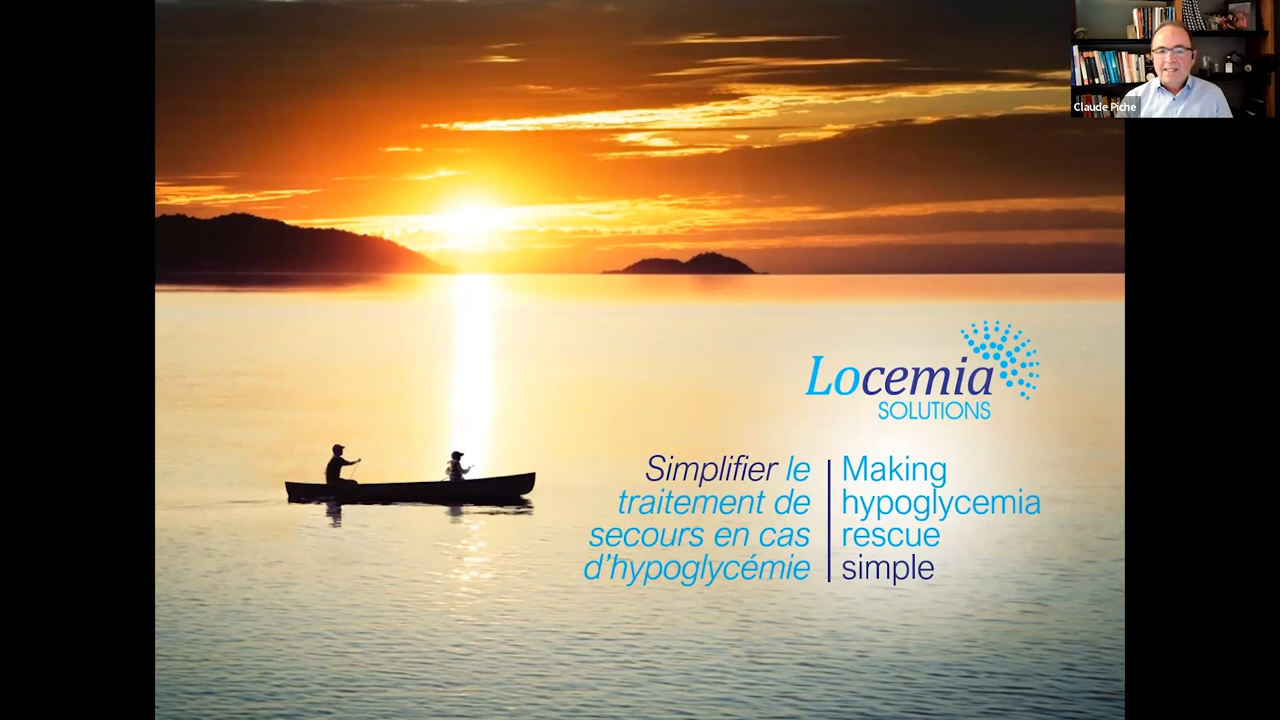 Claude Piche
Locemia
SOLUTIONS
Simplifier le
traitement de
secours en cas
d'hypoglycémie
Making
hypoglycemia
rescue
simple